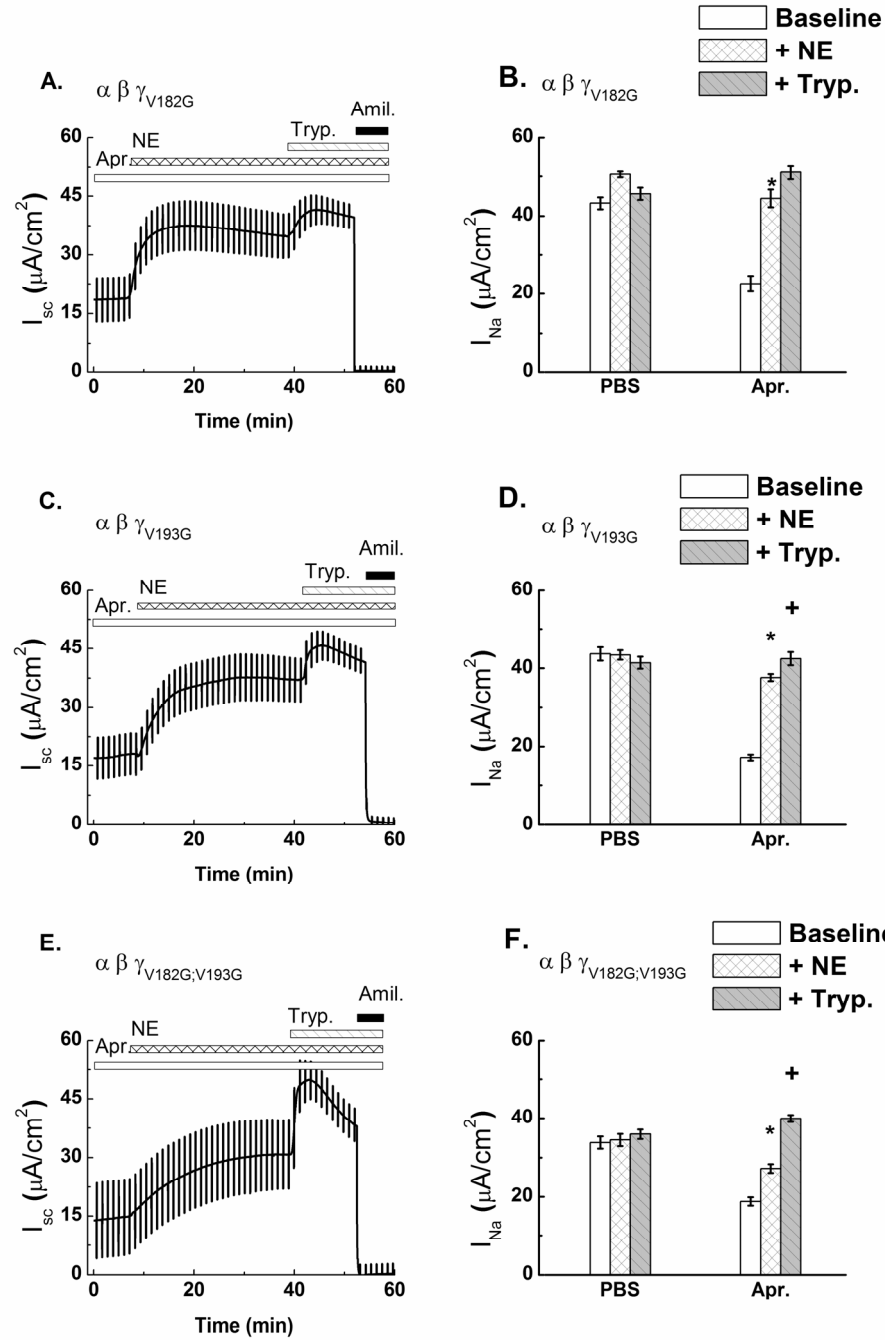 Baseline
+ NE
+ Tryp.
A.
α β γV182G
Amil.
Tryp.
NE
Apr.
60
45
30
15
0
Isc (μA/cm2)
0 20 40 60
Time (min)
B.
α β γV182G
60
40
20
0
INa (μA/cm2)
*
PBS Apr.
C.
α β γV193G
Amil.
Tryp.
NE
Apr.
60
45
30
15
0
Isc (μA/cm2)
0 20 40 60
Time (min)
D.
Baseline
+ NE
+ Tryp.
α β γV193G
60
40
20
0
INa (μA/cm2)
* +
PBS Apr.
E.
α β γV182G;V193G
Amil.
Tryp.
NE
Apr.
60
45
30
15
0
Isc (μA/cm2)
0 20 40 60
Time (min)
F.
Baselin
+ NE
+ Tryp.
α β γV182G;V193G
60
40
20
0
INa (μA/cm2)
* +
PBS Apr.